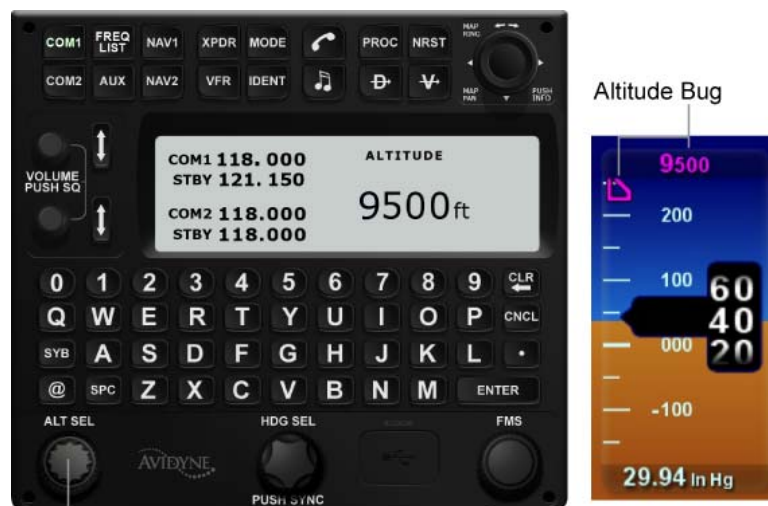 COM1 FREQ LIST NAV1 XPDR MODE PROC NRST
MAP RING
COM2 AUX NAV2 VFR IDENT D V
MAP PAN PUSH INFO
VOLUME
PUSH SQ
COM1 118.000
STBY 121.150
COM2 118.000
STBY 118.000
ALTITUDE
9500 ft
0 1 2 3 4 5 6 7 8 9 CLR
Q W E R T Y U I O P CNCL
SYB A S D F G H J K L .
@ SPC Z X C V B N M ENTER
ALT SEL HDG SEL FMS
AVIDYNE
PUSH SYNC
Altitude Bug
9500
200
100
000
-100
60
40
20
29.94 In Hg